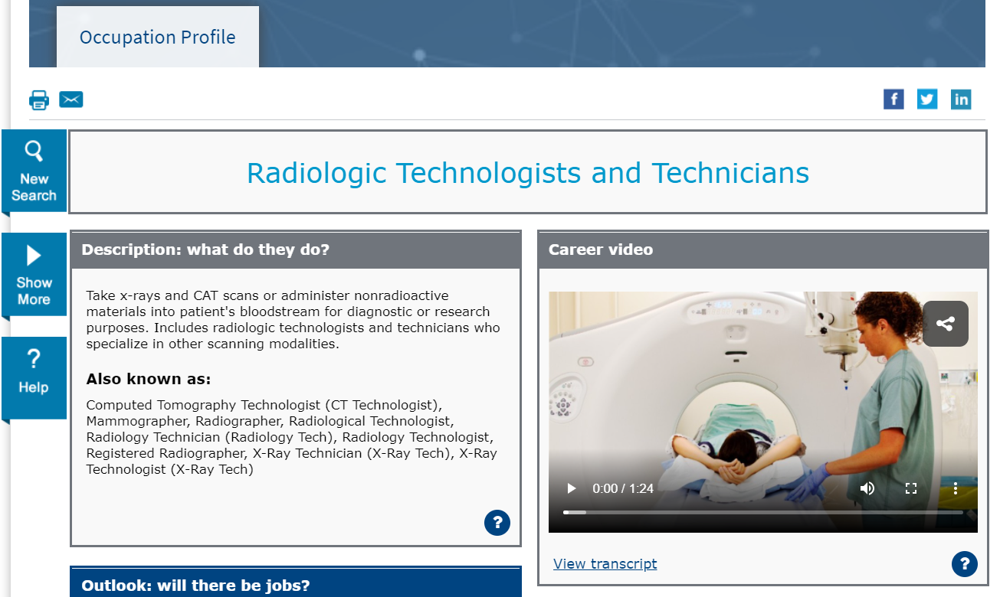 Occupation Profile
New
Search
Radiologic Technologists and Technicians
Show
More
Help
Description: what do they do?
Take x-rays and CAT scans or administer nonradioactive
materials into patient's bloodstream for diagnostic or research
purposes. Includes radiologic technologists and technicians who
specialize in other scanning modalities.
Also known as:
Computed Tomography Technologist (CT Technologist),
Mammographer, Radiographer, Radiological Technologist,
Radiology Technician (Radiology Tech), Radiology Technologist,
Registered Radiographer, X-Ray Technician (X-Ray Tech), X-Ray
Technologist (X-Ray Tech)
?
Career video
0:00 / 1:24
View transcript
?
Outlook: will there be jobs?